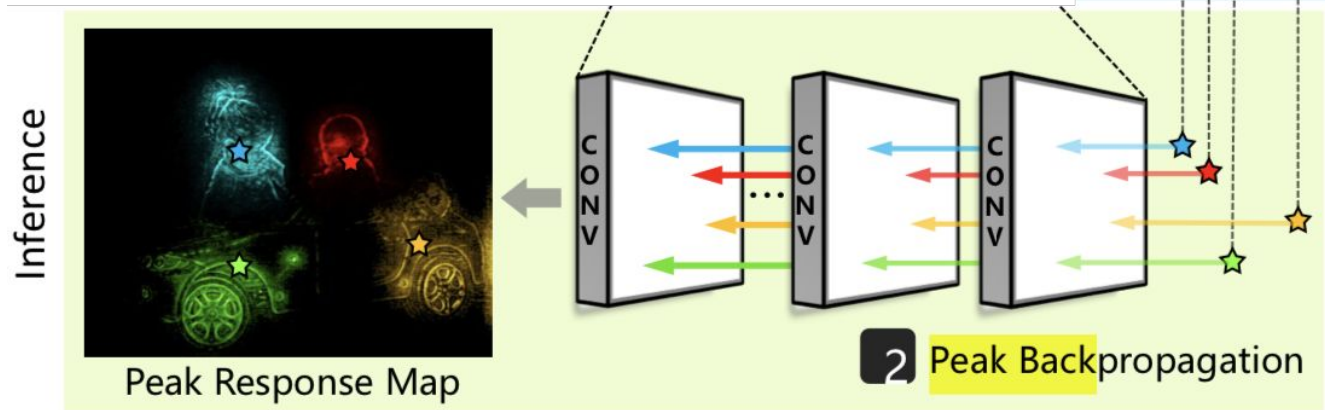 Inference
CONV
CONV
CONV
...
2 Peak Backpropagation
Peak Response Map